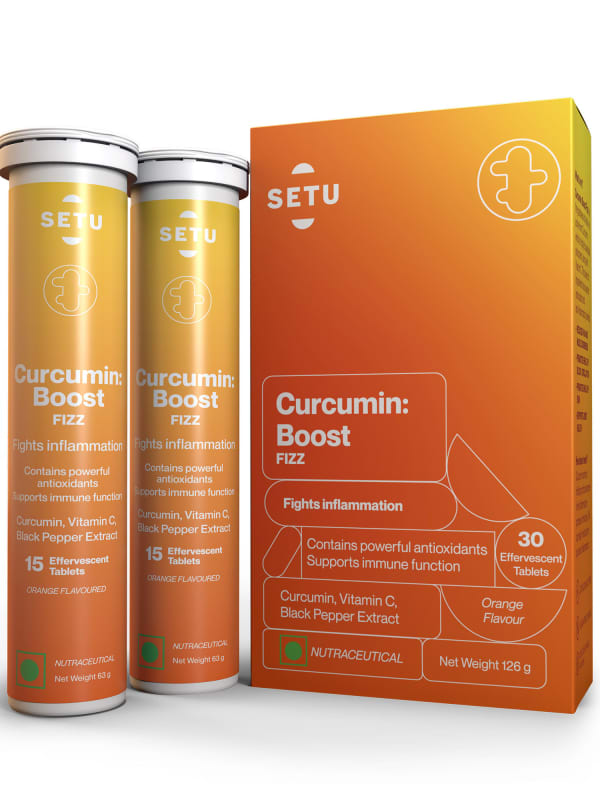 SETU
Curcumin:
Boost
FIZZ
Fights inflammation
Contains powerful
antioxidants
Supports immune function
Curcumin, Vitamin C,
Black Pepper Extract
15 Effervescent
Tablets
ORANGE FLAVOURED
NUTRACEUTICAL
Net Weight 63 g
SETU
Curcumin:
Boost
FIZZ
Fights inflammation
Contains powerful
antioxidants
Supports immune function
Curcumin, Vitamin C,
Black Pepper Extract
15 Effervescent
Tablets
ORANGE FLAVOURED
NUTRACEUTICAL
Net Weight 63 g
SETU
Curcumin:
Boost
FIZZ
Fights inflammation
Contains powerful antioxidants
Supports immune function
30
Effervescent
Tablets
Curcumin, Vitamin C,
Black Pepper Extract
Orange
Flavour
NUTRACEUTICAL
Net Weight 126 g